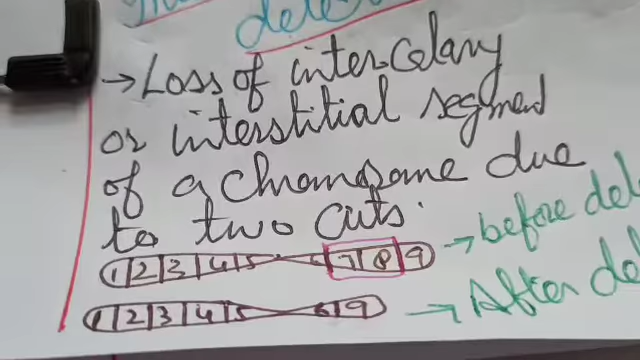 → Loss of intercelary
or interstitial segment
of a chromosome due
to two cuts.
1 2 3 4 5 6 7 8 9 → before del
1 2 3 4 5 6 9 → After del